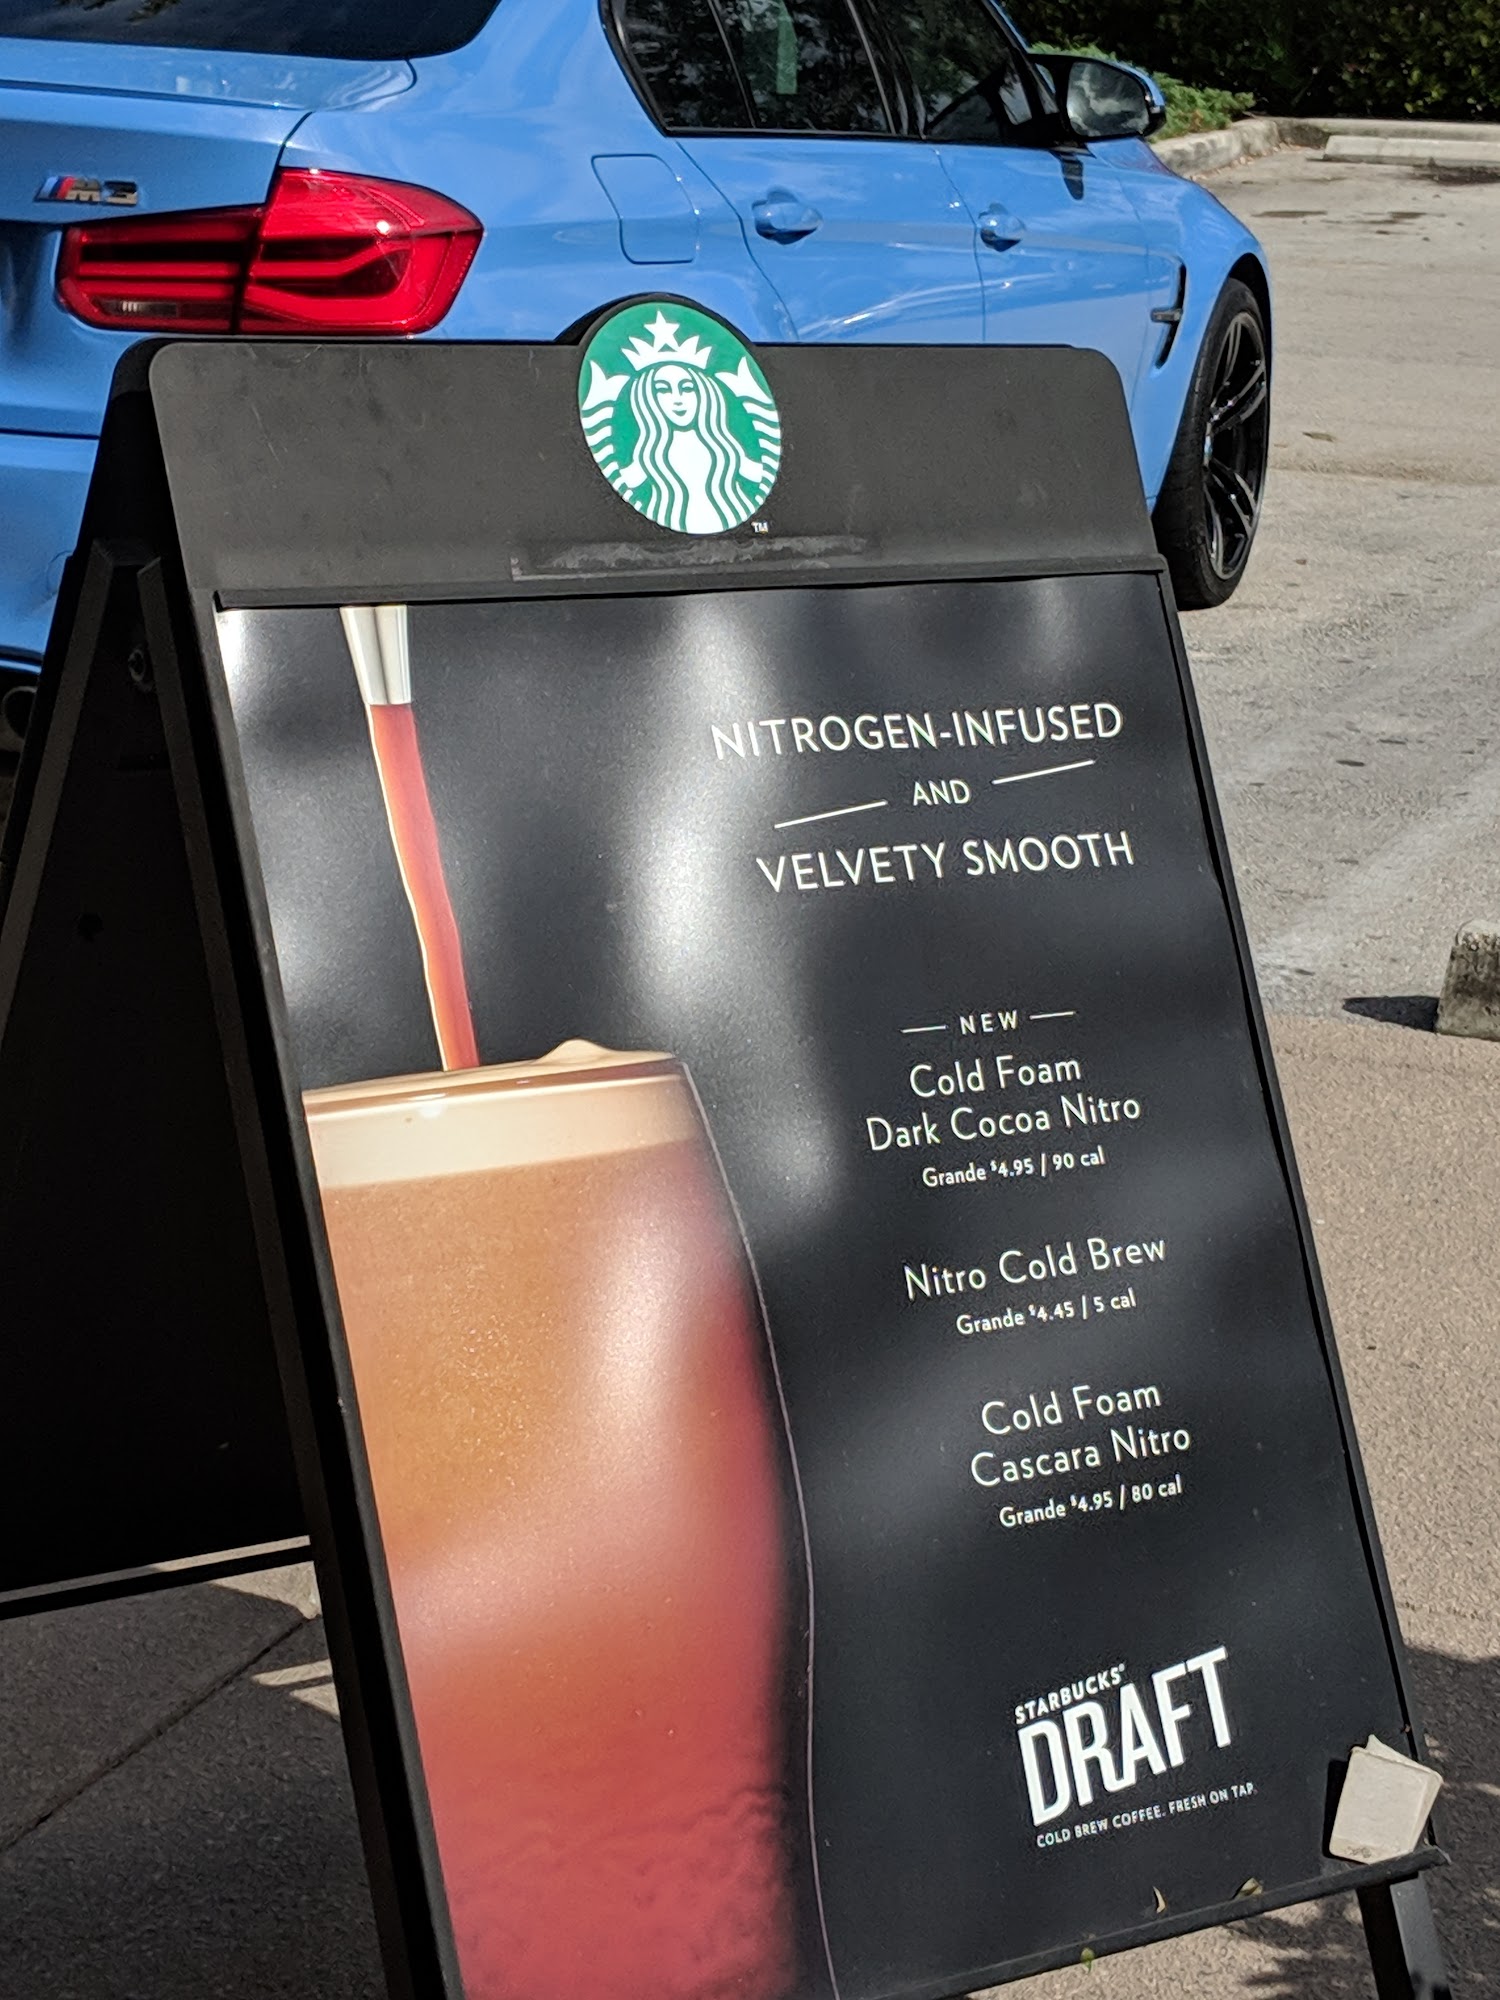 M3
TM
NITROGEN-INFUSED
AND
VELVETY SMOOTH
NEW
Cold Foam
Dark Cocoa Nitro
Grande $4.95 / 90 cal
Nitro Cold Brew
Grande $4.45 / 5 cal
Cold Foam
Cascara Nitro
Grande $4.95 / 80 cal
STARBUCKS®
DRAFT
COLD BREW COFFEE. FRESH ON TAP.